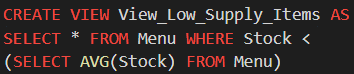 CREATE VIEW View_Low_Supply_Items AS
SELECT * FROM Menu WHERE Stock <
(SELECT AVG(Stock) FROM Menu)